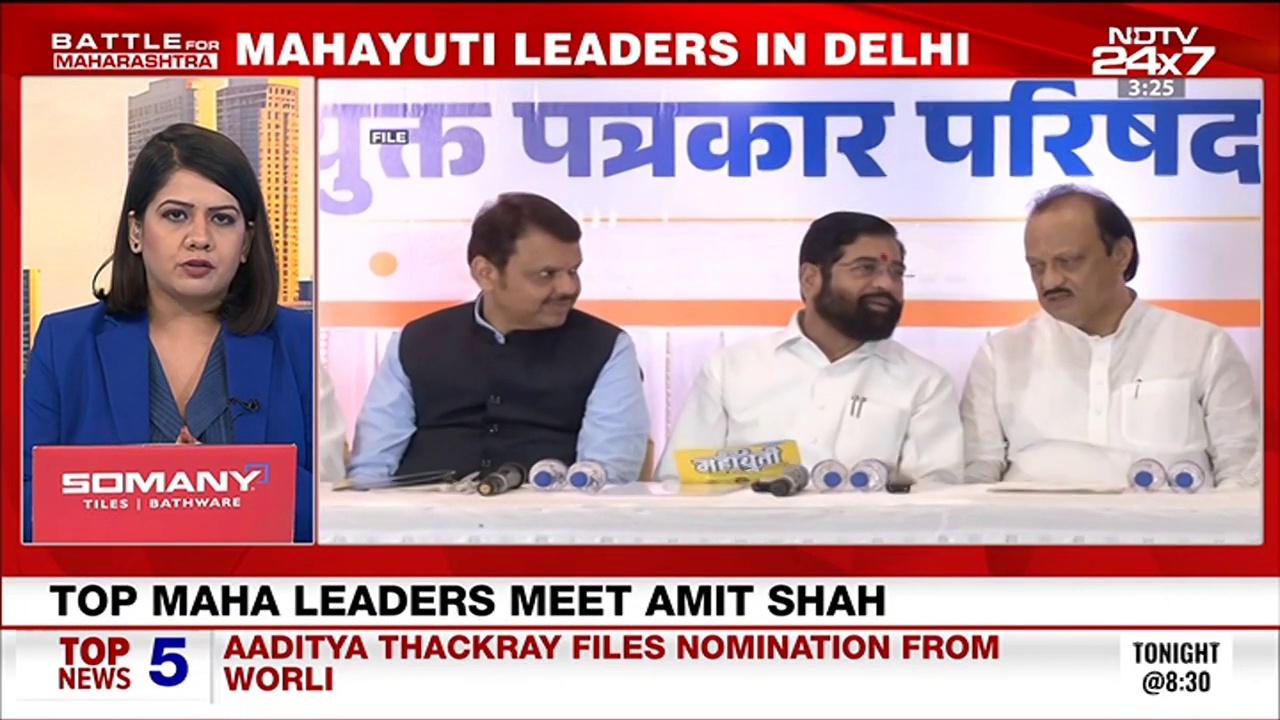 BATTLE FOR
MAHARASHTRA
MAHAYUTI LEADERS IN DELHI
NDTV
24x7
3:25
FILE
युक्त पत्रकार परिषद
महायुती
SOMANY
TILES | BATHWARE
TOP MAHA LEADERS MEET AMIT SHAH
TOP
NEWS
5
AADITYA THACKRAY FILES NOMINATION FROM
WORLI
TONIGHT
@8:30